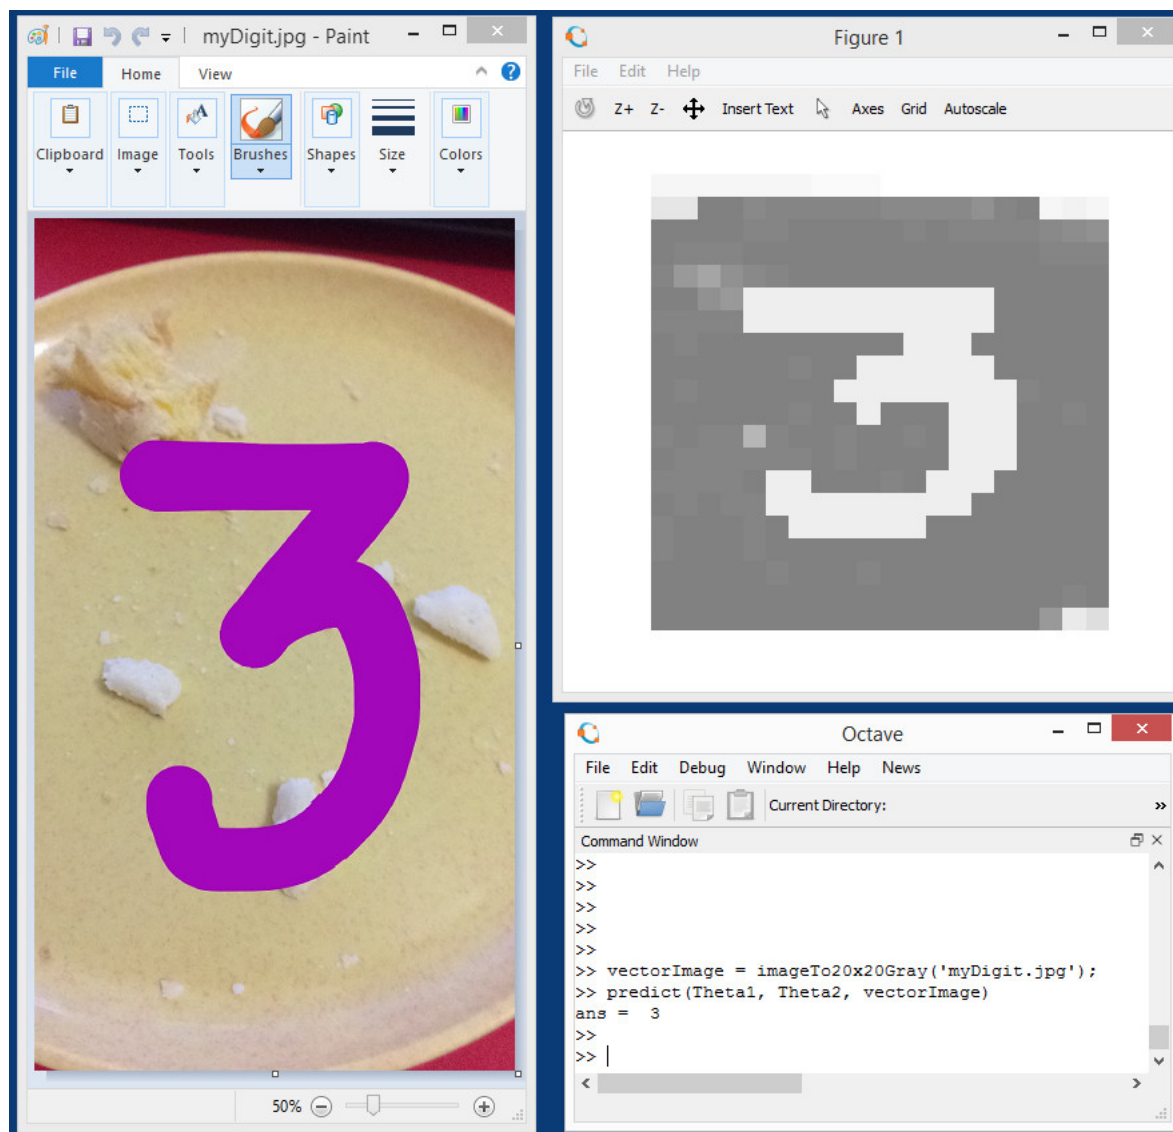 myDigit.jpg - Paint
File Home View
Clipboard Image Tools Brushes Shapes Size Colors
3
50%
Figure 1
File Edit Help
Z+ Z- Insert Text Axes Grid Autoscale
3
Octave
File Edit Debug Window Help News
Current Directory:
»
Command Window
>>
>>
>>
>>
>>
>> vectorImage = imageTo20x20Gray('myDigit.jpg');
>> predict(Theta1, Theta2, vectorImage)
ans =  3
>>
>>